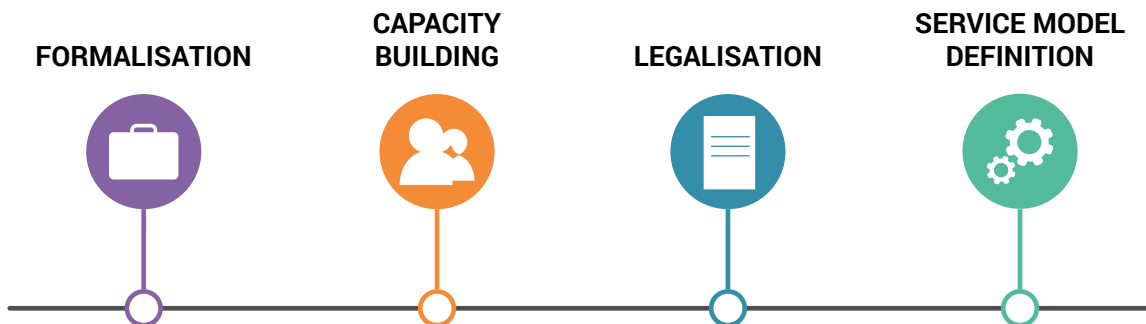 FORMALISATION
CAPACITY
BUILDING
LEGALISATION
SERVICE MODEL
DEFINITION